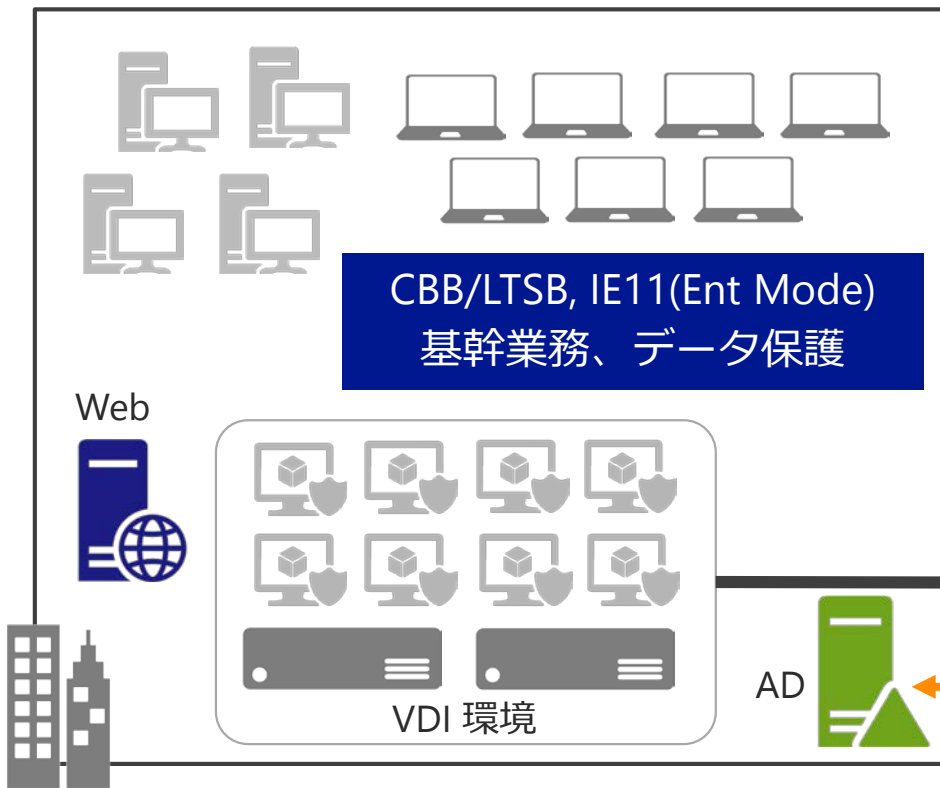 CBB/LTSB, IE11(Ent Mode)
基幹業務、データ保護
Web
VDI 環境
AD